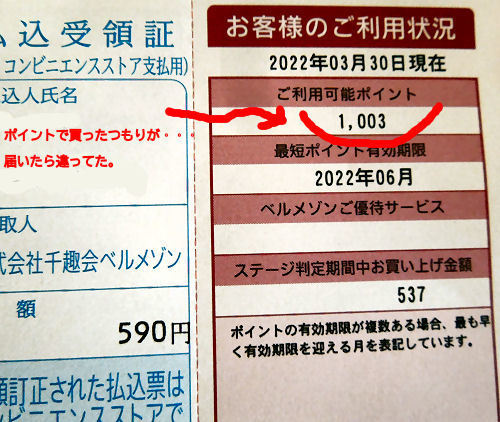 払込受領証
コンビニエンスストア支払用)
込人氏名
ポイントで買ったつもりが・・・
届いたら違ってた。
取人
式会社千趣会ベルメゾン
額
590円
額訂正された払込票は
ンビニエンスストアで
お客様のご利用状況
2022年03月30日現在
ご利用可能ポイント
1,003
最短ポイント有効期限
2022年06月
ベルメゾンご優待サービス
ステージ判定期間中お買い上げ金額
537
ポイントの有効期限が複数ある場合、最も早
く有効期限を迎える月を表記しています。